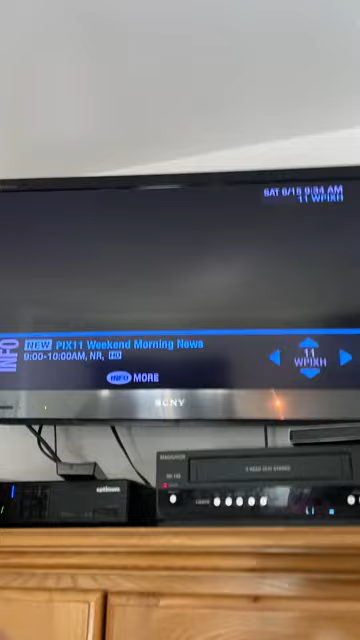 SAT 6/15 9:34 AM
11 WPIXH
INFO
NEW PIX11 Weekend Morning News
9:00-10:00AM, NR, HD
11
WPIXH
INFO MORE
SONY
MAGNAVOX
optimum.